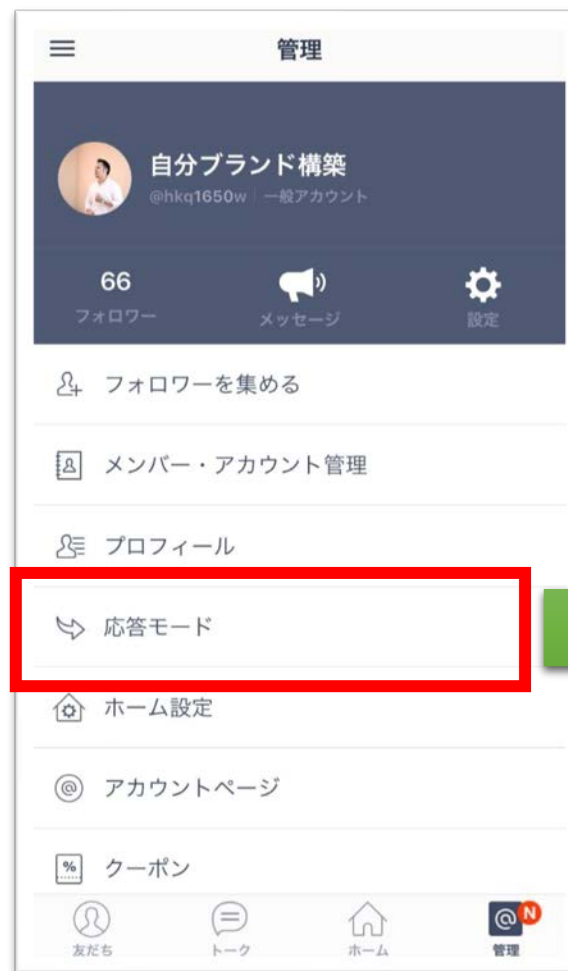 管理
自分ブランド構築
@hkq1650w 一般アカウント
66
フォロワー
メッセージ
設定
フォロワーを集める
メンバー・アカウント管理
プロフィール
応答モード
ホーム設定
@
アカウントページ
%
クーポン
@ N
友だち
トーク
ホーム
管理